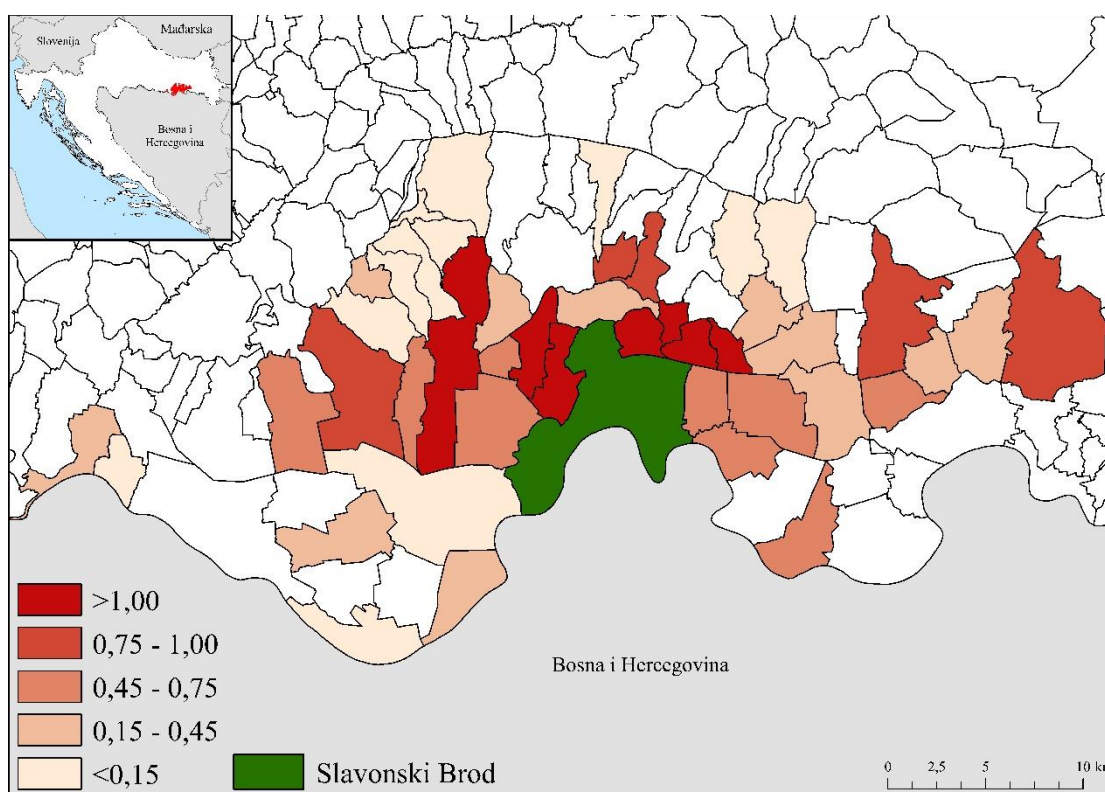 Slovenija
Mađarska
Bosna i
Hercegovina
Bosna i Hercegovina
>1,00
0,75 - 1,00
0,45 - 0,75
0,15 - 0,45
<0,15
Slavonski Brod
0 2,5 5 10 km